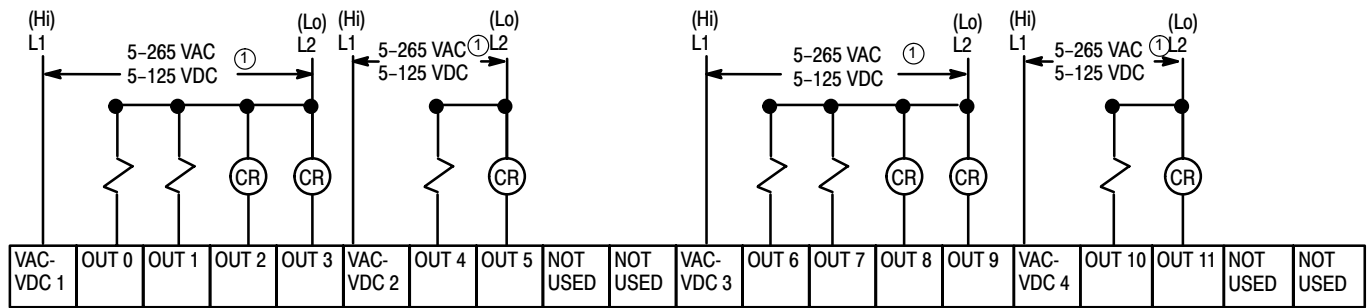 (Hi) (Lo) (Hi) (Lo) (Hi) (Lo) (Hi) (Lo)
L1 L2 L1 L2 L1 L2 L1 L2
5–265 VAC ① 5–265 VAC ① 5–265 VAC ① 5–265 VAC ①
5–125 VDC 5–125 VDC 5–125 VDC 5–125 VDC
CR CR CR CR CR CR
VAC- OUT 0 OUT 1 OUT 2 OUT 3 VAC- OUT 4 OUT 5 NOT NOT VAC- OUT 6 OUT 7 OUT 8 OUT 9 VAC- OUT 10 OUT 11 NOT NOT
VDC 1 VDC 2 USED USED VDC 3 VDC 4 USED USED